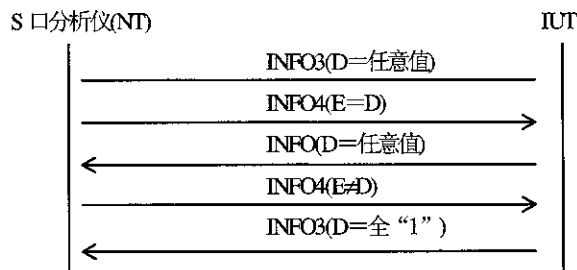 S 口分析仪(NT)
IUT
INFO3(D＝任意值)
INFO4(E＝D)
INFO(D＝任意值)
INFO4(E≠D)
INFO3(D＝全“1”)